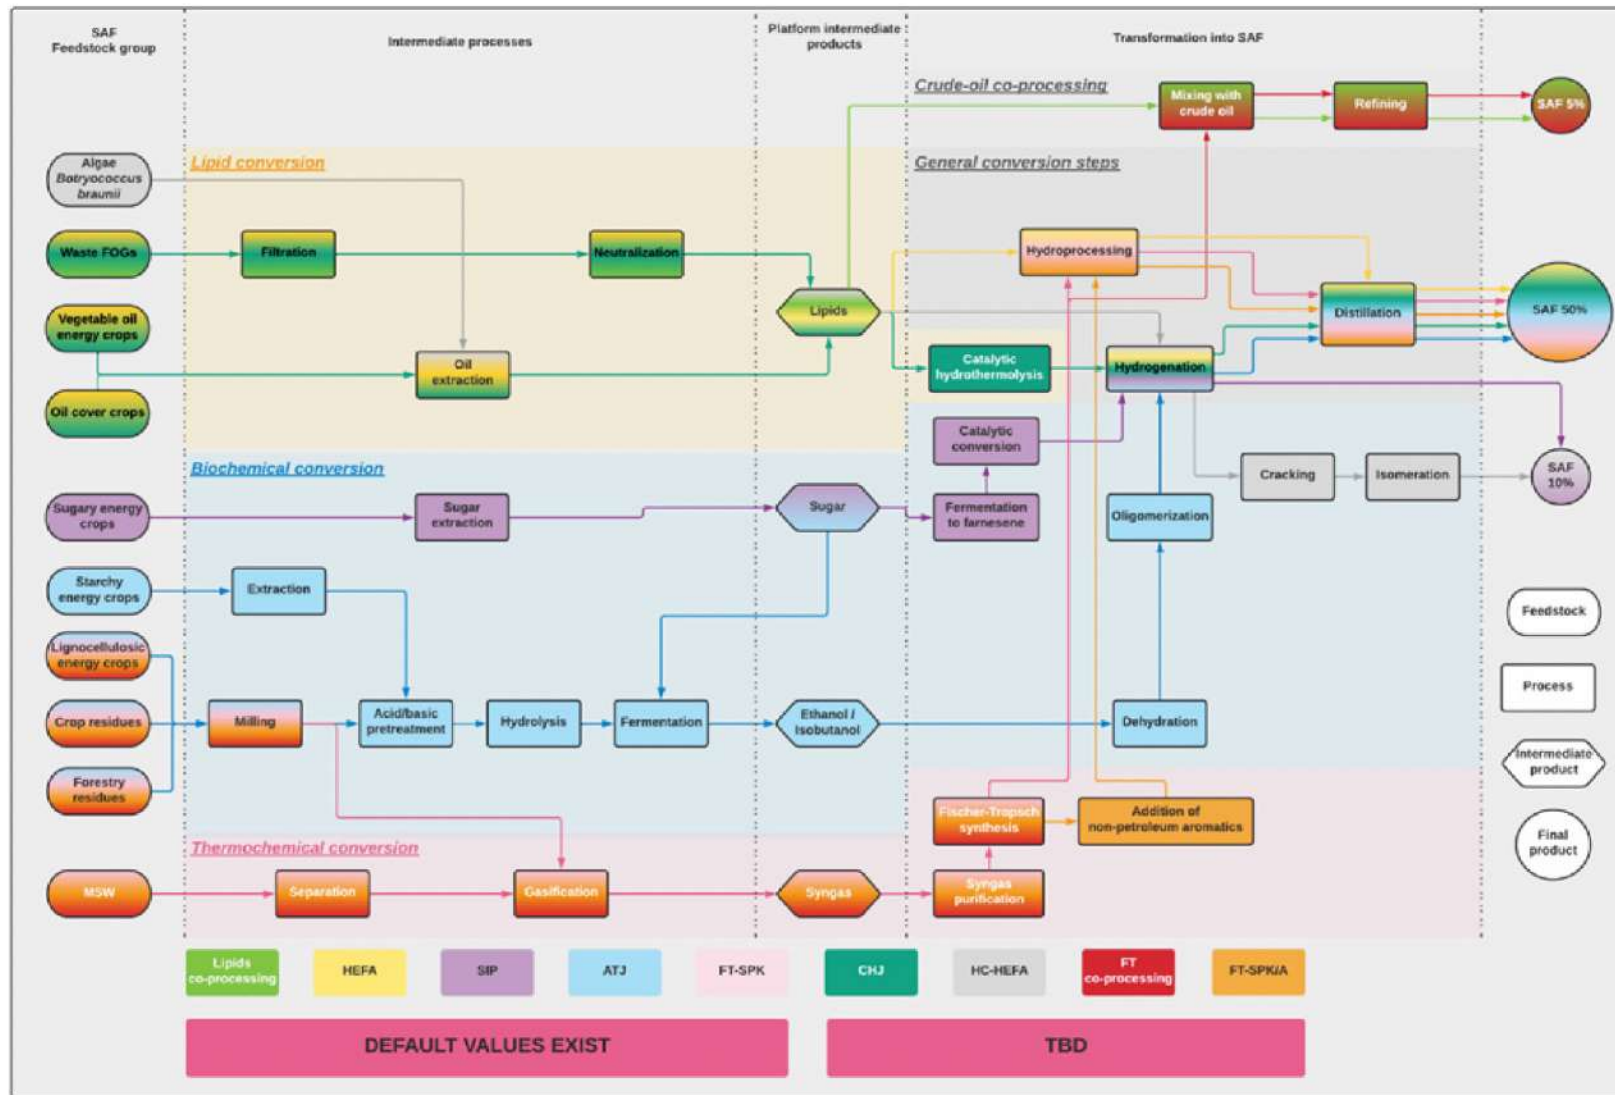 SAF
Feedstock group
Intermediate processes
Platform intermediate
products
Transformation into SAF
Crude-oil co-processing
Mixing with
crude oil
Refining
SAF 5%
Lipid conversion
General conversion steps
Algae
Botryococcus
braunii
Waste FOGs
Filtration
Neutralization
Hydroprocessing
Vegetable oil
energy crops
Lipids
Distillation
SAF 50%
Oil
extraction
Catalytic
hydrothermolysis
Hydrogenation
Oil cover crops
Catalytic
conversion
Biochemical conversion
Cracking
Isomeration
SAF
10%
Sugary energy
crops
Sugar
extraction
Sugar
Fermentation
to farnesene
Oligomerization
Starchy
energy crops
Extraction
Feedstock
Lignocellulosic
energy crops
Process
Crop residues
Milling
Acid/basic
pretreatment
Hydrolysis
Fermentation
Ethanol /
Isobutanol
Dehydration
Intermediate
product
Forestry
residues
Fischer-Tropsch
synthesis
Addition of
non-petroleum aromatics
Final
product
Thermochemical conversion
MSW
Separation
Gasification
Syngas
Syngas
purification
Lipids
co-processing
HEFA
SIP
ATJ
FT-SPK
CHJ
HC-HEFA
FT
co-processing
FT-SPK/A
DEFAULT VALUES EXIST
TBD